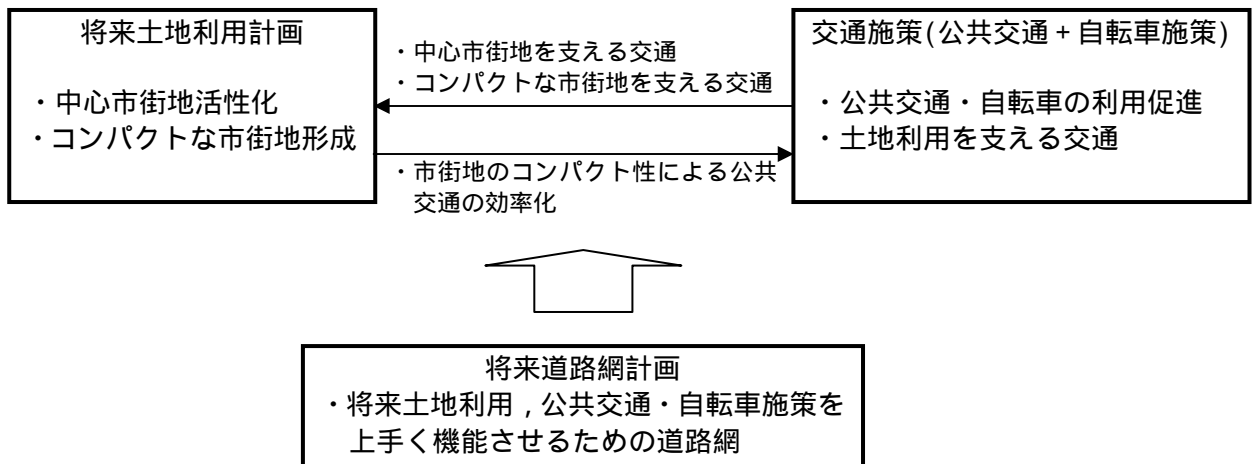 将来土地利用計画
・中心市街地活性化
・コンパクトな市街地形成
・中心市街地を支える交通
・コンパクトな市街地を支える交通
・市街地のコンパクト性による公共
交通の効率化
交通施策(公共交通+自転車施策)
・公共交通・自転車の利用促進
・土地利用を支える交通
将来道路網計画
・将来土地利用,公共交通・自転車施策を
上手く機能させるための道路網